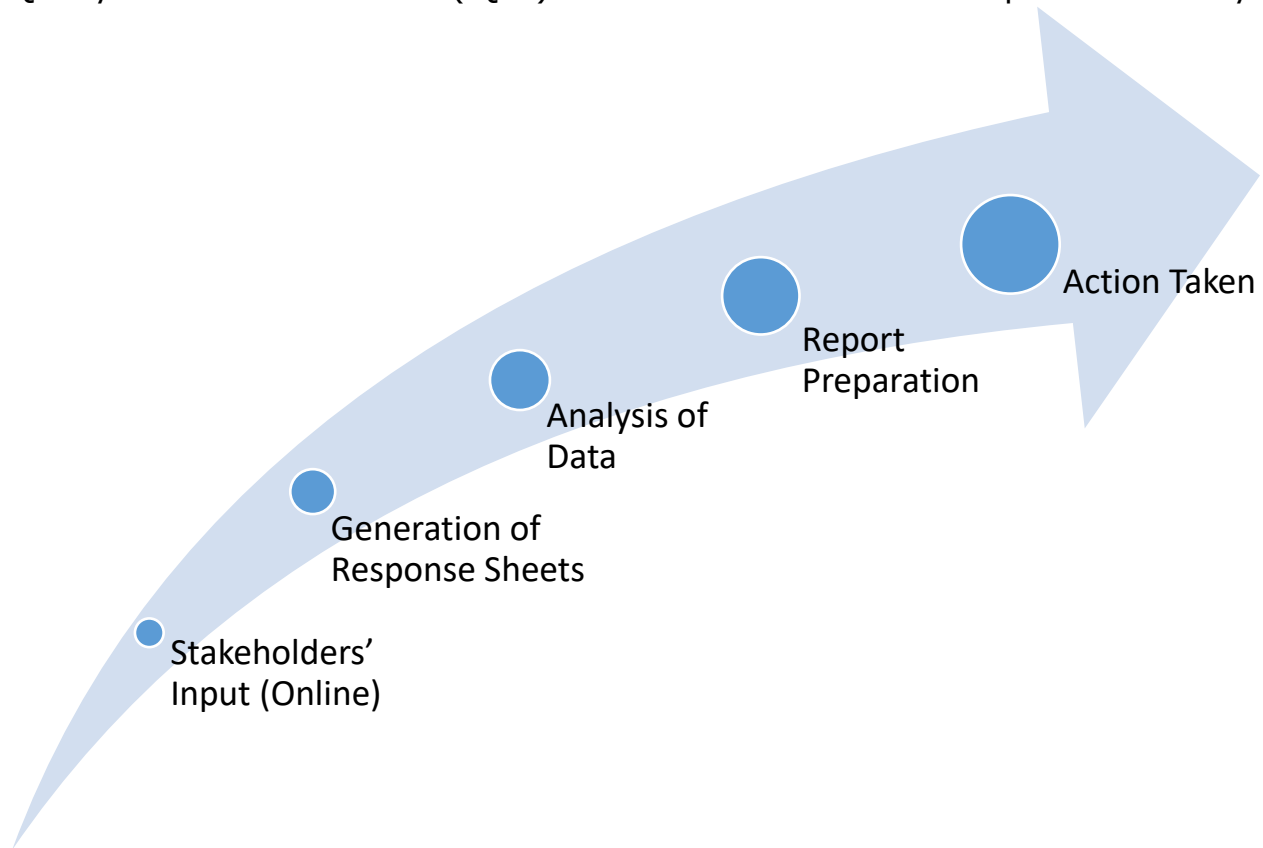 Action Taken
Report
Preparation
Analysis of
Data
Generation of
Response Sheets
Stakeholders’
Input (Online)